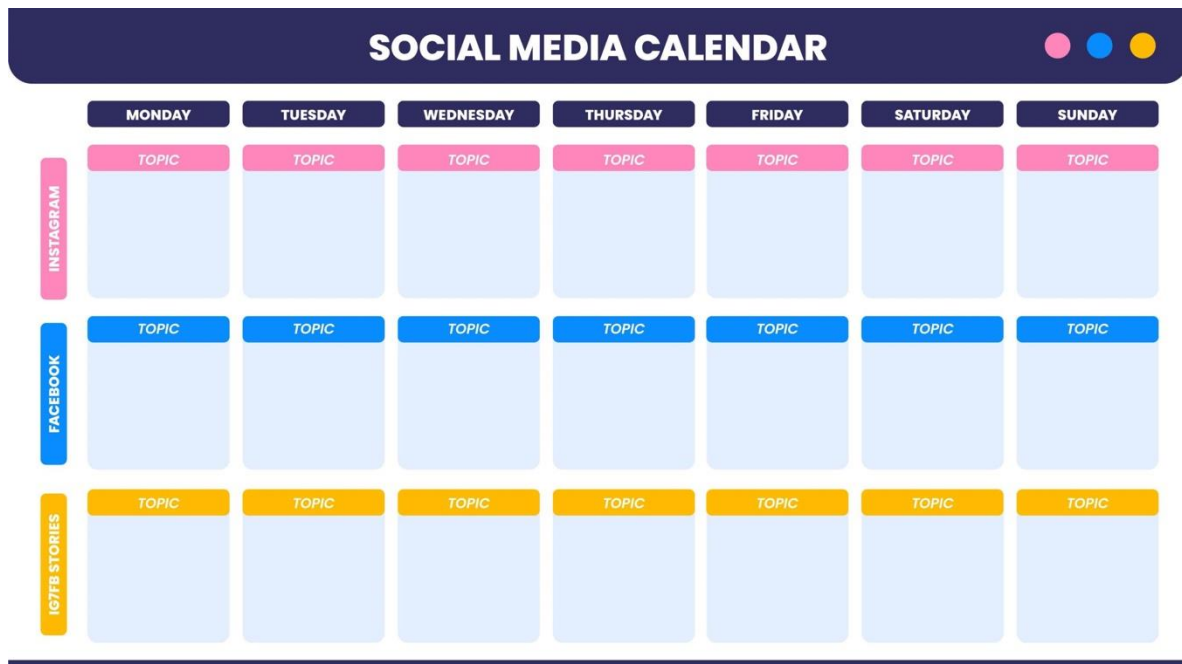 SOCIAL MEDIA CALENDAR
MONDAY TUESDAY WEDNESDAY THURSDAY FRIDAY SATURDAY SUNDAY
INSTAGRAM
TOPIC TOPIC TOPIC TOPIC TOPIC TOPIC TOPIC
FACEBOOK
TOPIC TOPIC TOPIC TOPIC TOPIC TOPIC TOPIC
IG7FB STORIES
TOPIC TOPIC TOPIC TOPIC TOPIC TOPIC TOPIC